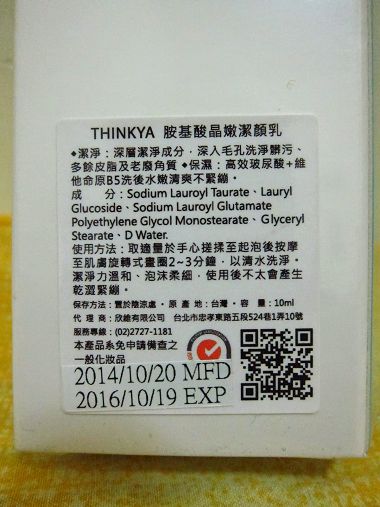 THINKYA 胺基酸晶嫩潔顏乳
◆潔淨：深層潔淨成分，深入毛孔洗淨髒污、
多餘皮脂及老廢角質 ◆保濕：高效玻尿酸+維
他命原B5洗後水嫩清爽不緊繃。
成　　分：Sodium Lauroyl Taurate、Lauryl
Glucoside、Sodium Lauroyl Glutamate
Polyethylene Glycol Monostearate、Glyceryl
Stearate、D Water.
使用方法：取適量於手心搓揉至起泡後按摩
至肌膚旋轉式畫圈2~3分鐘，以清水洗淨。
潔淨力溫和、泡沫柔細，使用後不太會產生
乾澀緊繃。
保存方法：置於陰涼處・原　產　地：台灣・容　量：10ml
代　理　商：欣維有限公司　台北市忠孝東路五段524巷1弄10號
服務專線：(02)2727-1181
本產品系免申請備查之
一般化妝品
2014/10/20 MFD
2016/10/19 EXP